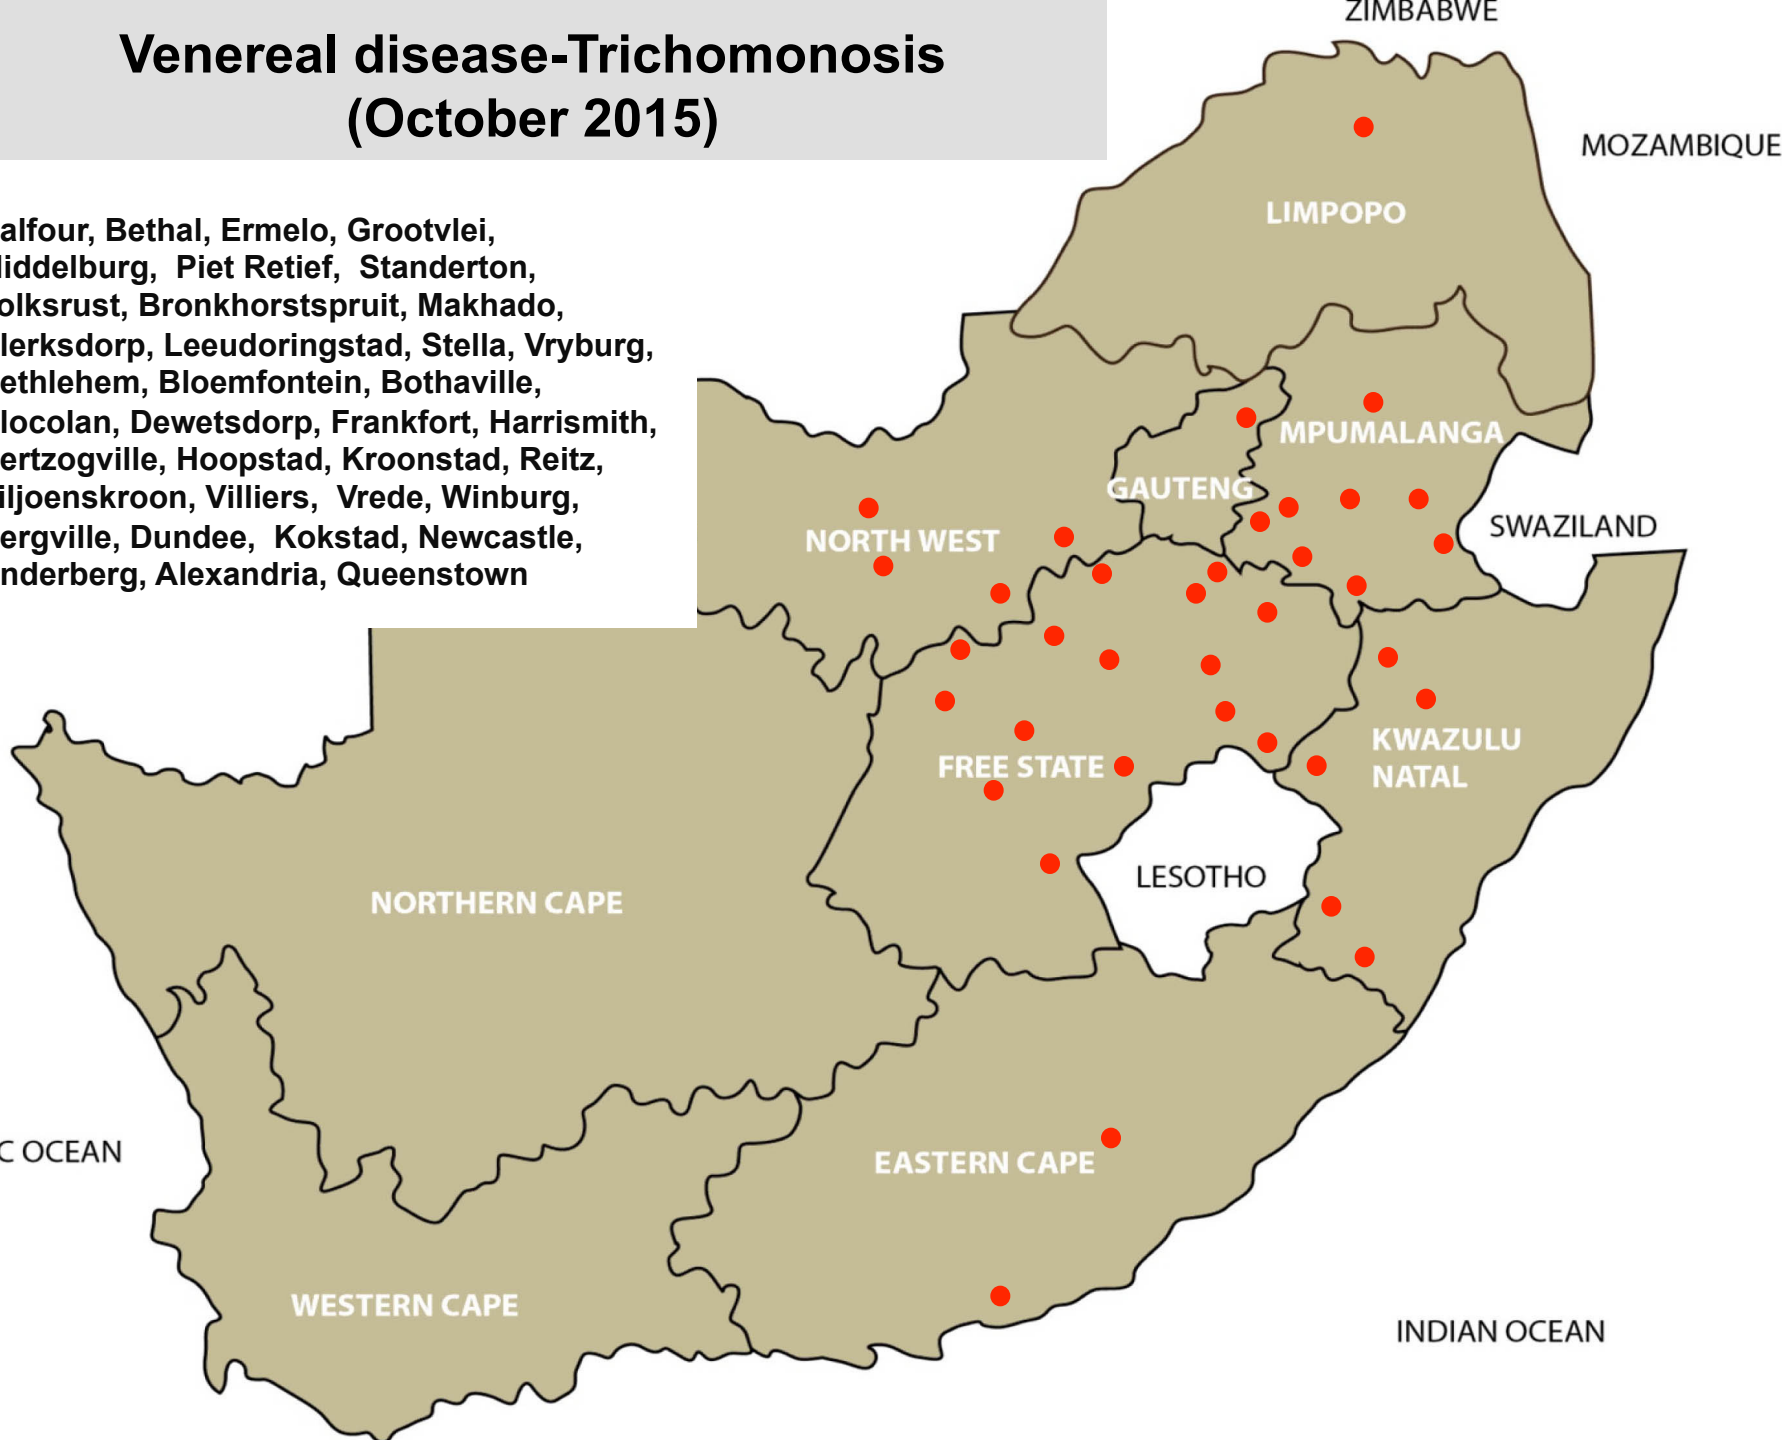 ZIMBABWE
Venereal disease-Trichomonosis
(October 2015)
MOZAMBIQUE
LIMPOPO
alfour, Bethal, Ermelo, Grootvlei,
iddelburg, Piet Retief, Standerton,
olksrust, Bronkhorstspruit, Makhado,
lerksdorp, Leeudoringstad, Stella, Vryburg,
ethlehem, Bloemfontein, Bothaville,
locolan, Dewetsdorp, Frankfort, Harrismith,
ertzogville, Hoopstad, Kroonstad, Reitz,
iljoenskroon, Villiers, Vrede, Winburg,
ergville, Dundee, Kokstad, Newcastle,
nderberg, Alexandria, Queenstown
MPUMALANGA
GAUTENG
NORTH WEST
SWAZILAND
KWAZULU
NATAL
FREE STATE
LESOTHO
NORTHERN CAPE
C OCEAN
EASTERN CAPE
WESTERN CAPE
INDIAN OCEAN